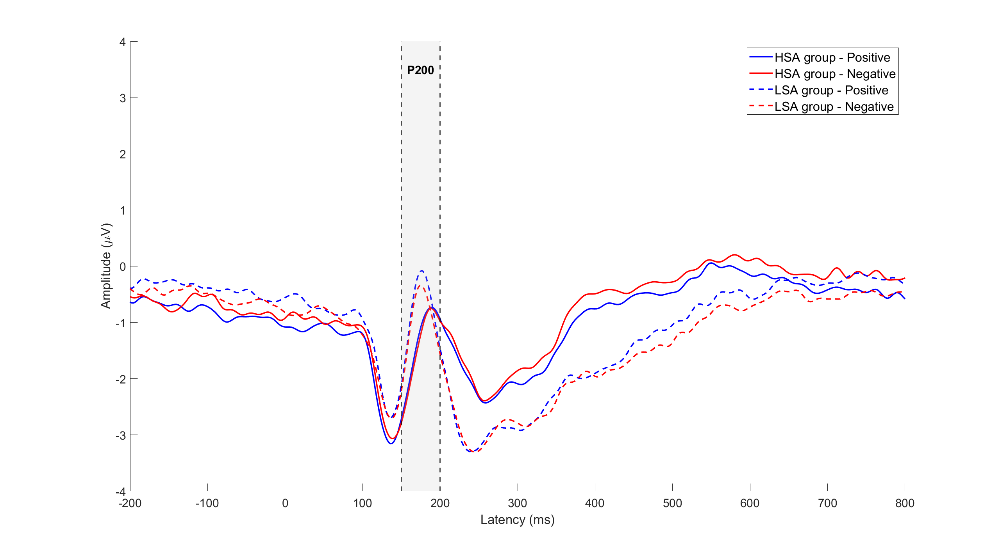 P200
HSA group - Positive
HSA group - Negative
LSA group - Positive
LSA group - Negative
4
3
2
1
0
-1
-2
-3
-4
Amplitude (μV)
-200 -100 0 100 200 300 400 500 600 700 800
Latency (ms)